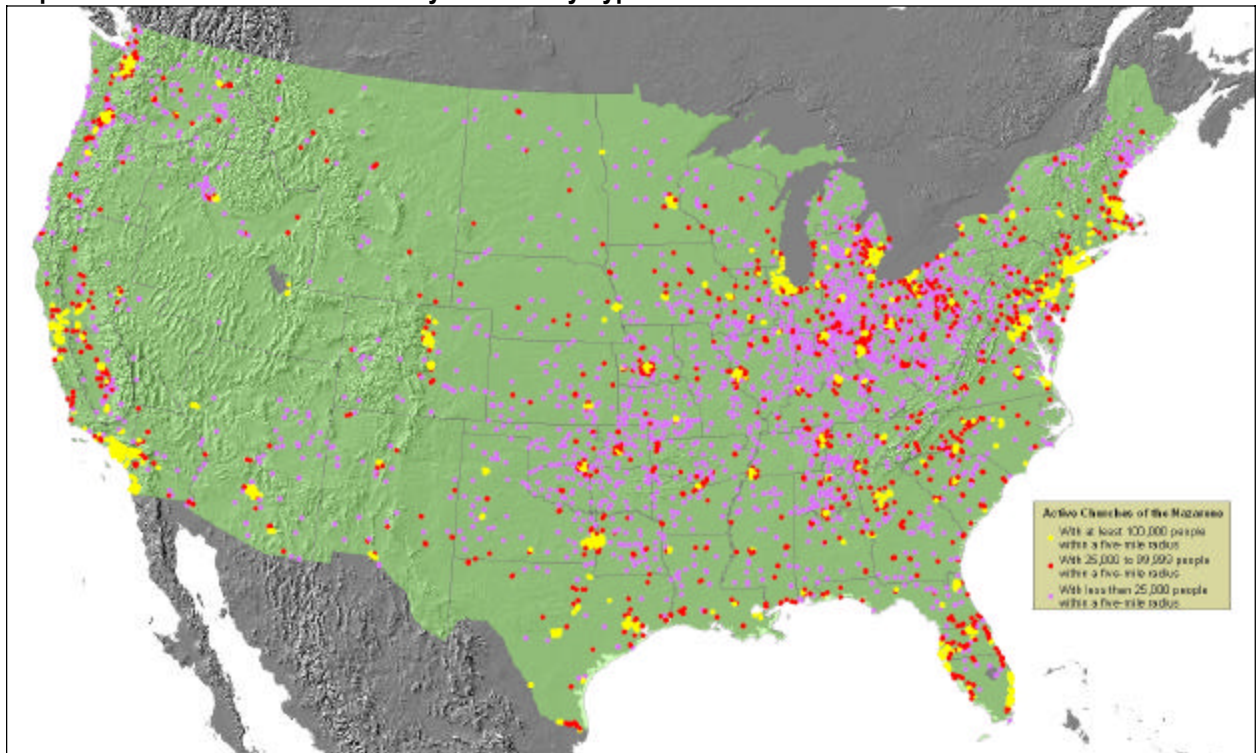 Active Churches of the Nazarene
With at least 100,000 people
within a five-mile radius
With 25,000 to 99,999 people
within a five-mile radius
With less than 25,000 people
within a five-mile radius